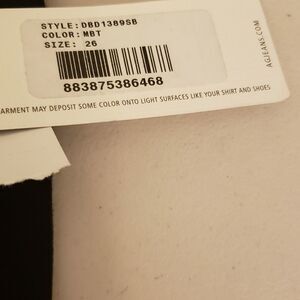 STYLE: DBD1389SB
COLOR: MBT
SIZE: 26
883875386468
ARMENT MAY DEPOSIT SOME COLOR ONTO LIGHT SURFACES LIKE YOUR SHIRT AND SHOES
AGJEANS.COM